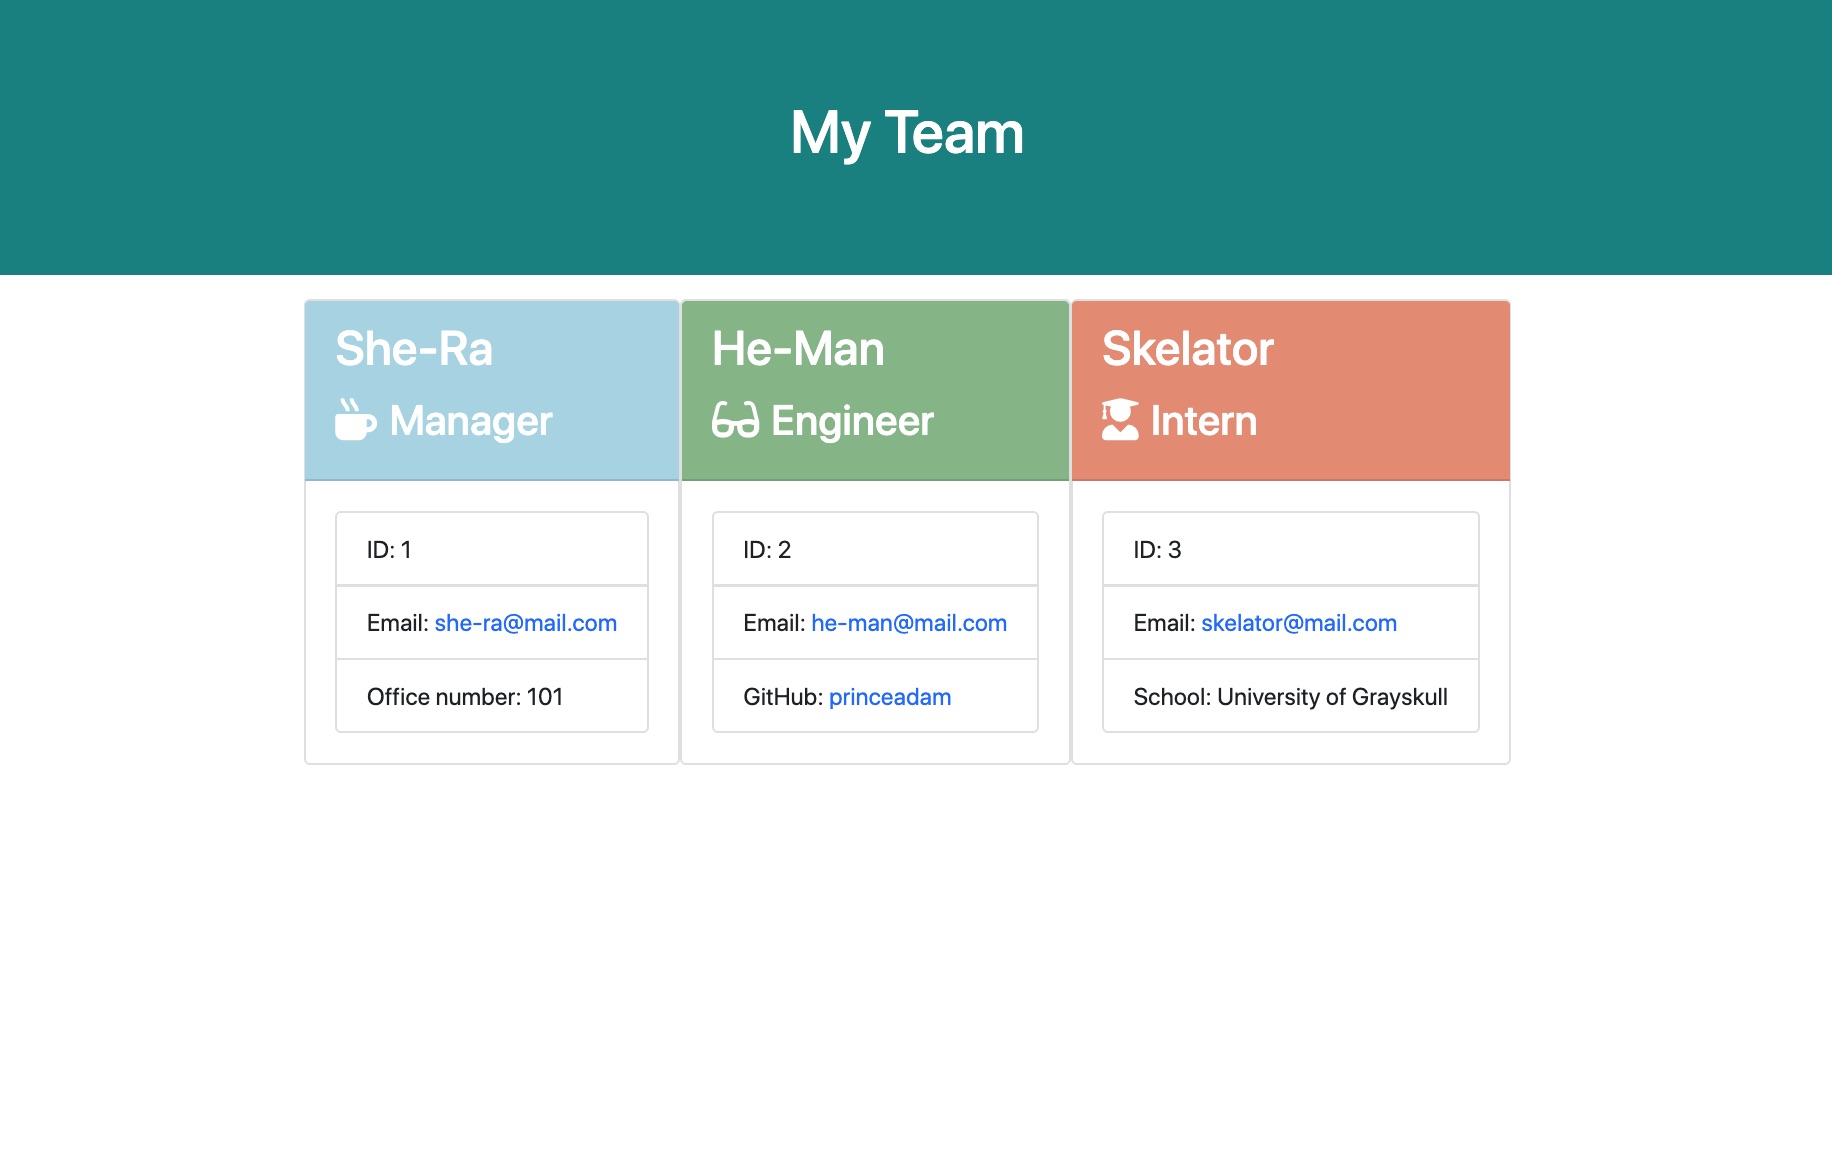 My Team
She-Ra
Manager
ID: 1
Email: she-ra@mail.com
Office number: 101
He-Man
Engineer
ID: 2
Email: he-man@mail.com
GitHub: princeadam
Skelator
Intern
ID: 3
Email: skelator@mail.com
School: University of Grayskull